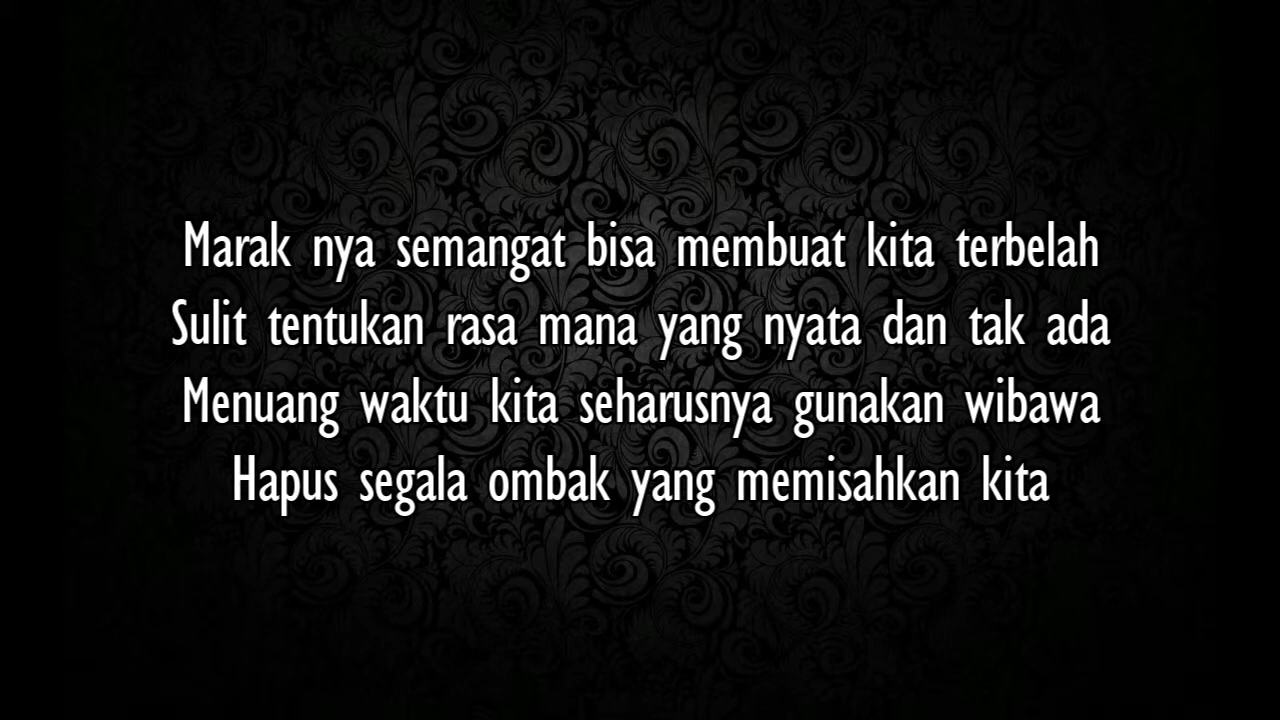 Marak nya semangat bisa membuat kita terbelah
Sulit tentukan rasa mana yang nyata dan tak ada
Menuang waktu kita seharusnya gunakan wibawa
Hapus segala ombak yang memisahkan kita